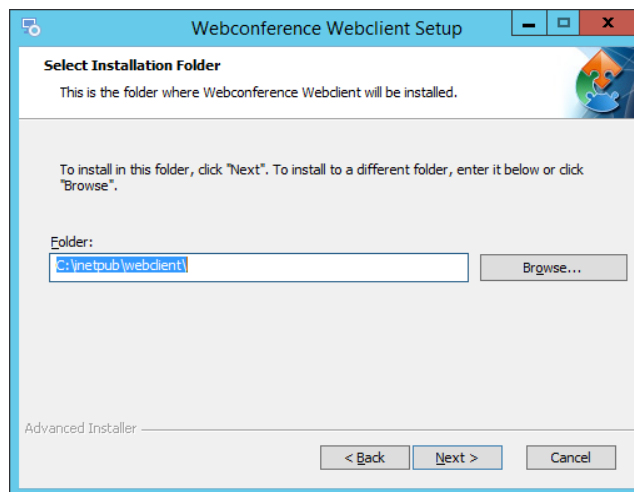 Webconference Webclient Setup
Select Installation Folder
This is the folder where Webconference Webclient will be installed.
To install in this folder, click "Next". To install to a different folder, enter it below or click
"Browse".
Folder:
C:\inetpub\webclient\
Browse...
Advanced Installer
< Back
Next >
Cancel